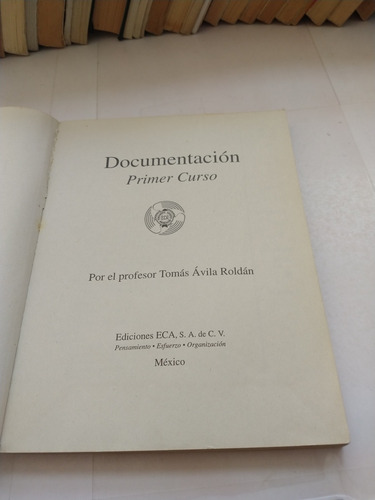 Documentación
Primer Curso
Por el profesor Tomás Ávila Roldán
Ediciones ECA, S. A. de C. V.
Pensamiento • Esfuerzo • Organización
México